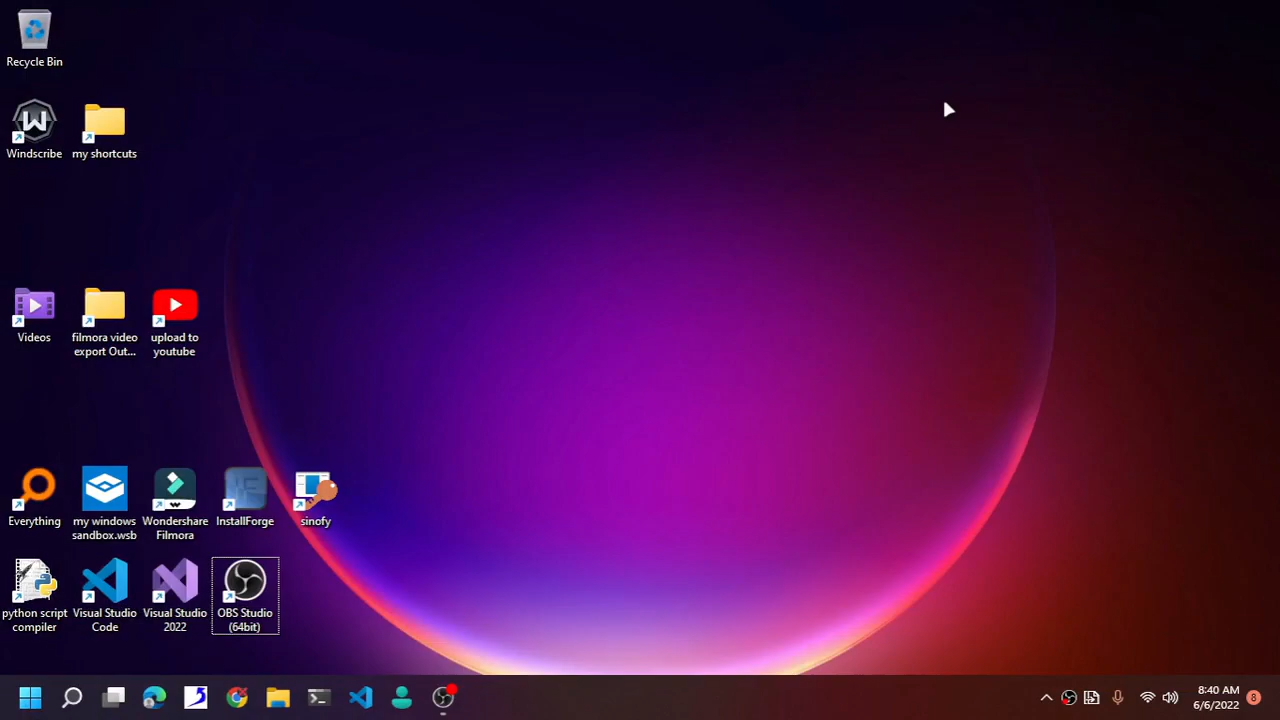 Recycle Bin
Windscribe
my shortcuts
Videos
filmora video
export Out...
upload to
youtube
Everything
my windows
sandbox.wsb
Wondershare
Filmora
InstallForge
sinofy
python script
compiler
Visual Studio
Code
Visual Studio
2022
OBS Studio
(64bit)
8:40 AM
6/6/2022
8